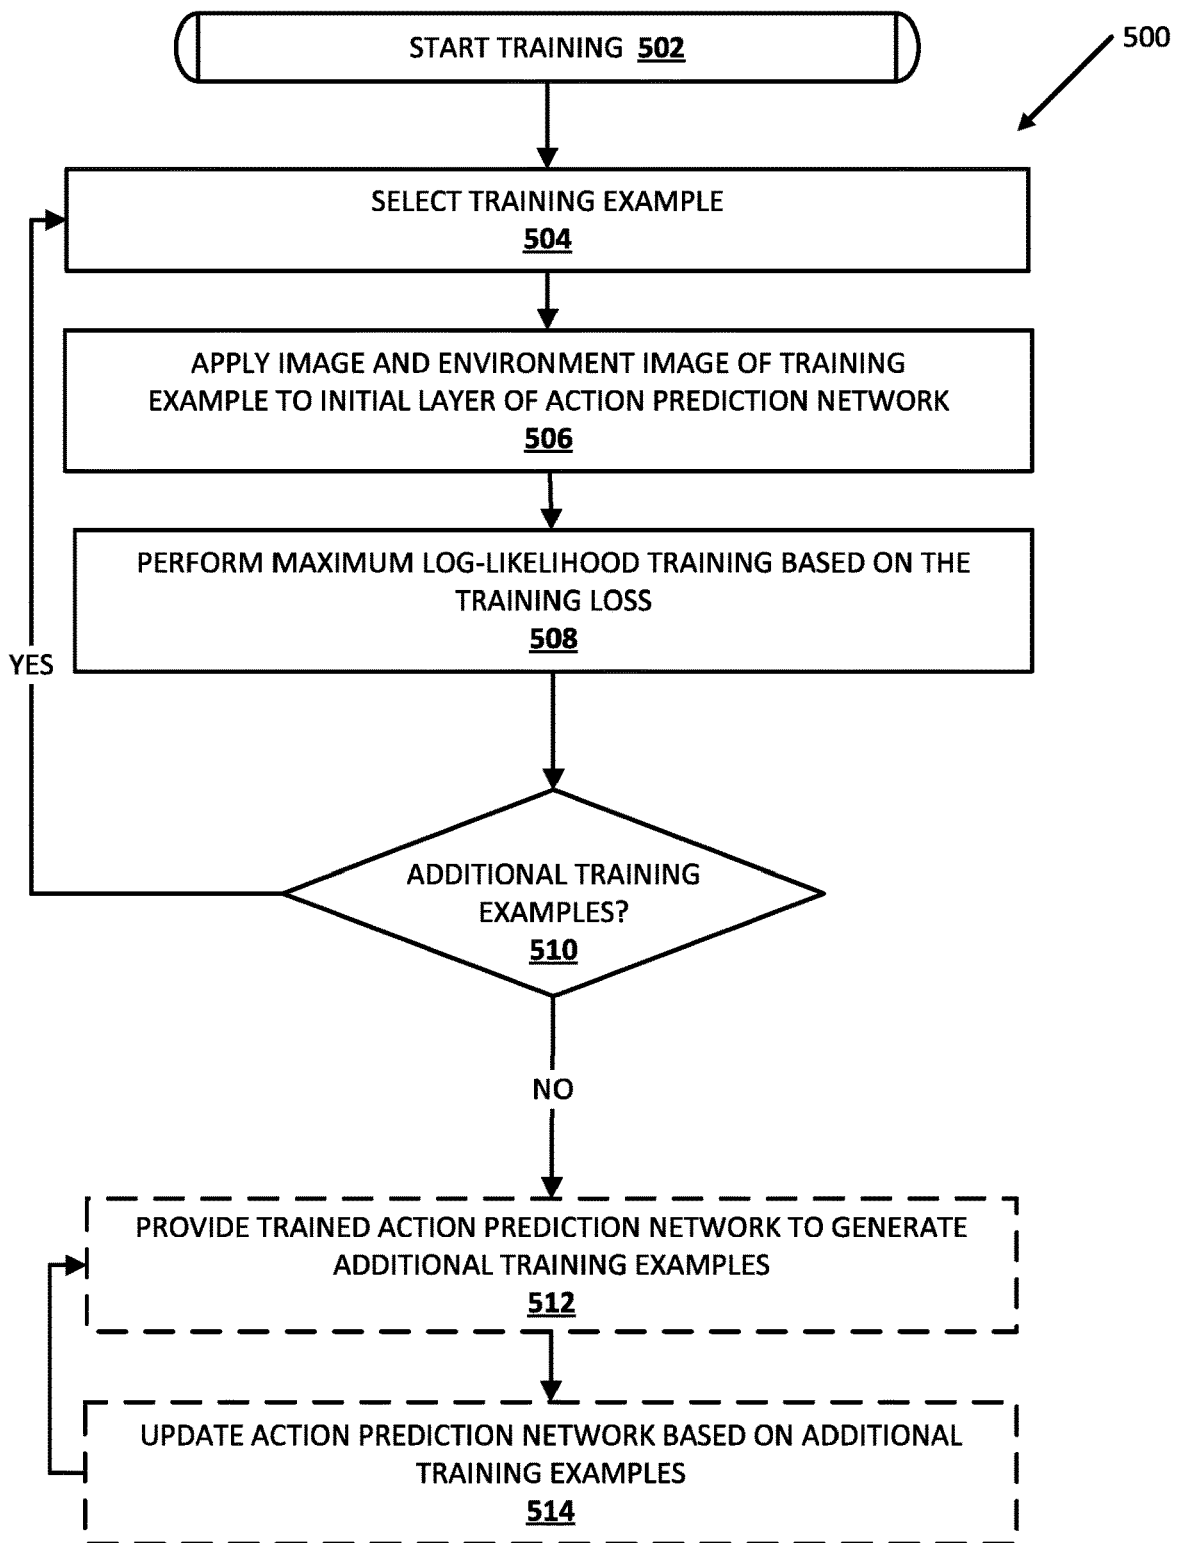 START TRAINING 502
500
SELECT TRAINING EXAMPLE
504
APPLY IMAGE AND ENVIRONMENT IMAGE OF TRAINING
EXAMPLE TO INITIAL LAYER OF ACTION PREDICTION NETWORK
506
PERFORM MAXIMUM LOG-LIKELIHOOD TRAINING BASED ON THE
TRAINING LOSS
508
YES
ADDITIONAL TRAINING
EXAMPLES?
510
NO
PROVIDE TRAINED ACTION PREDICTION NETWORK TO GENERATE
ADDITIONAL TRAINING EXAMPLES
512
UPDATE ACTION PREDICTION NETWORK BASED ON ADDITIONAL
TRAINING EXAMPLES
514